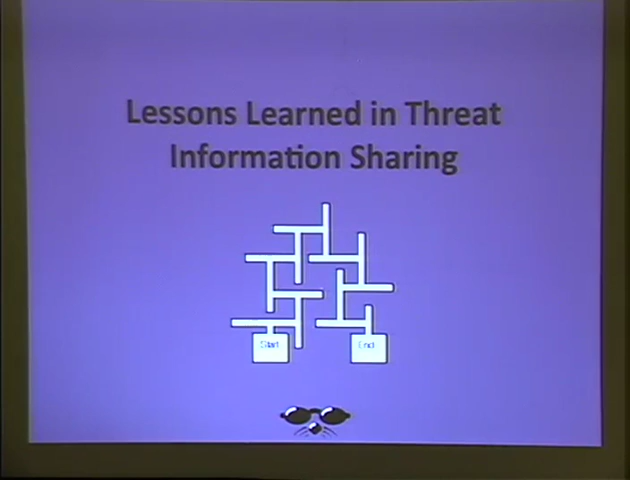 Lessons Learned in Threat
Information Sharing
Start
End